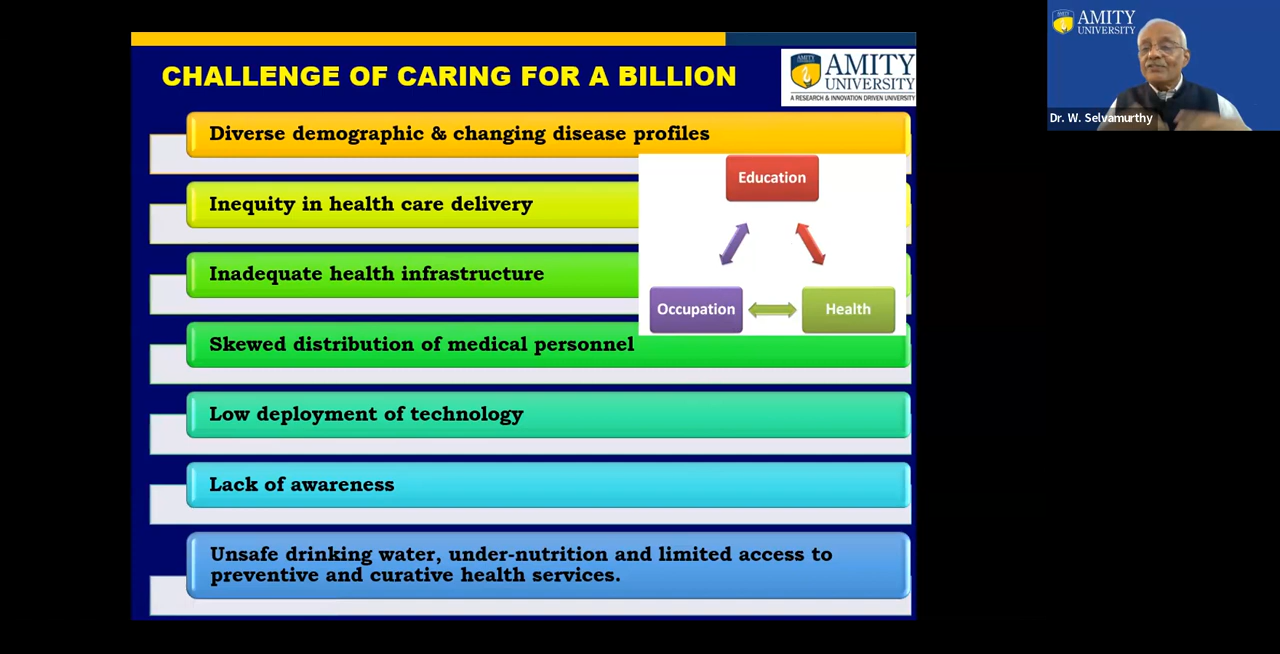 CHALLENGE OF CARING FOR A BILLION
AMITY
AMITY
UNIVERSITY
A RESEARCH & INNOVATION DRIVEN UNIVERSITY
Diverse demographic & changing disease profiles
Inequity in health care delivery
Inadequate health infrastructure
Skewed distribution of medical personnel
Low deployment of technology
Lack of awareness
Unsafe drinking water, under-nutrition and limited access to
preventive and curative health services.
Education
Occupation
Health
AMITY
AMITY
UNIVERSITY
Dr. W. Selvamurthy